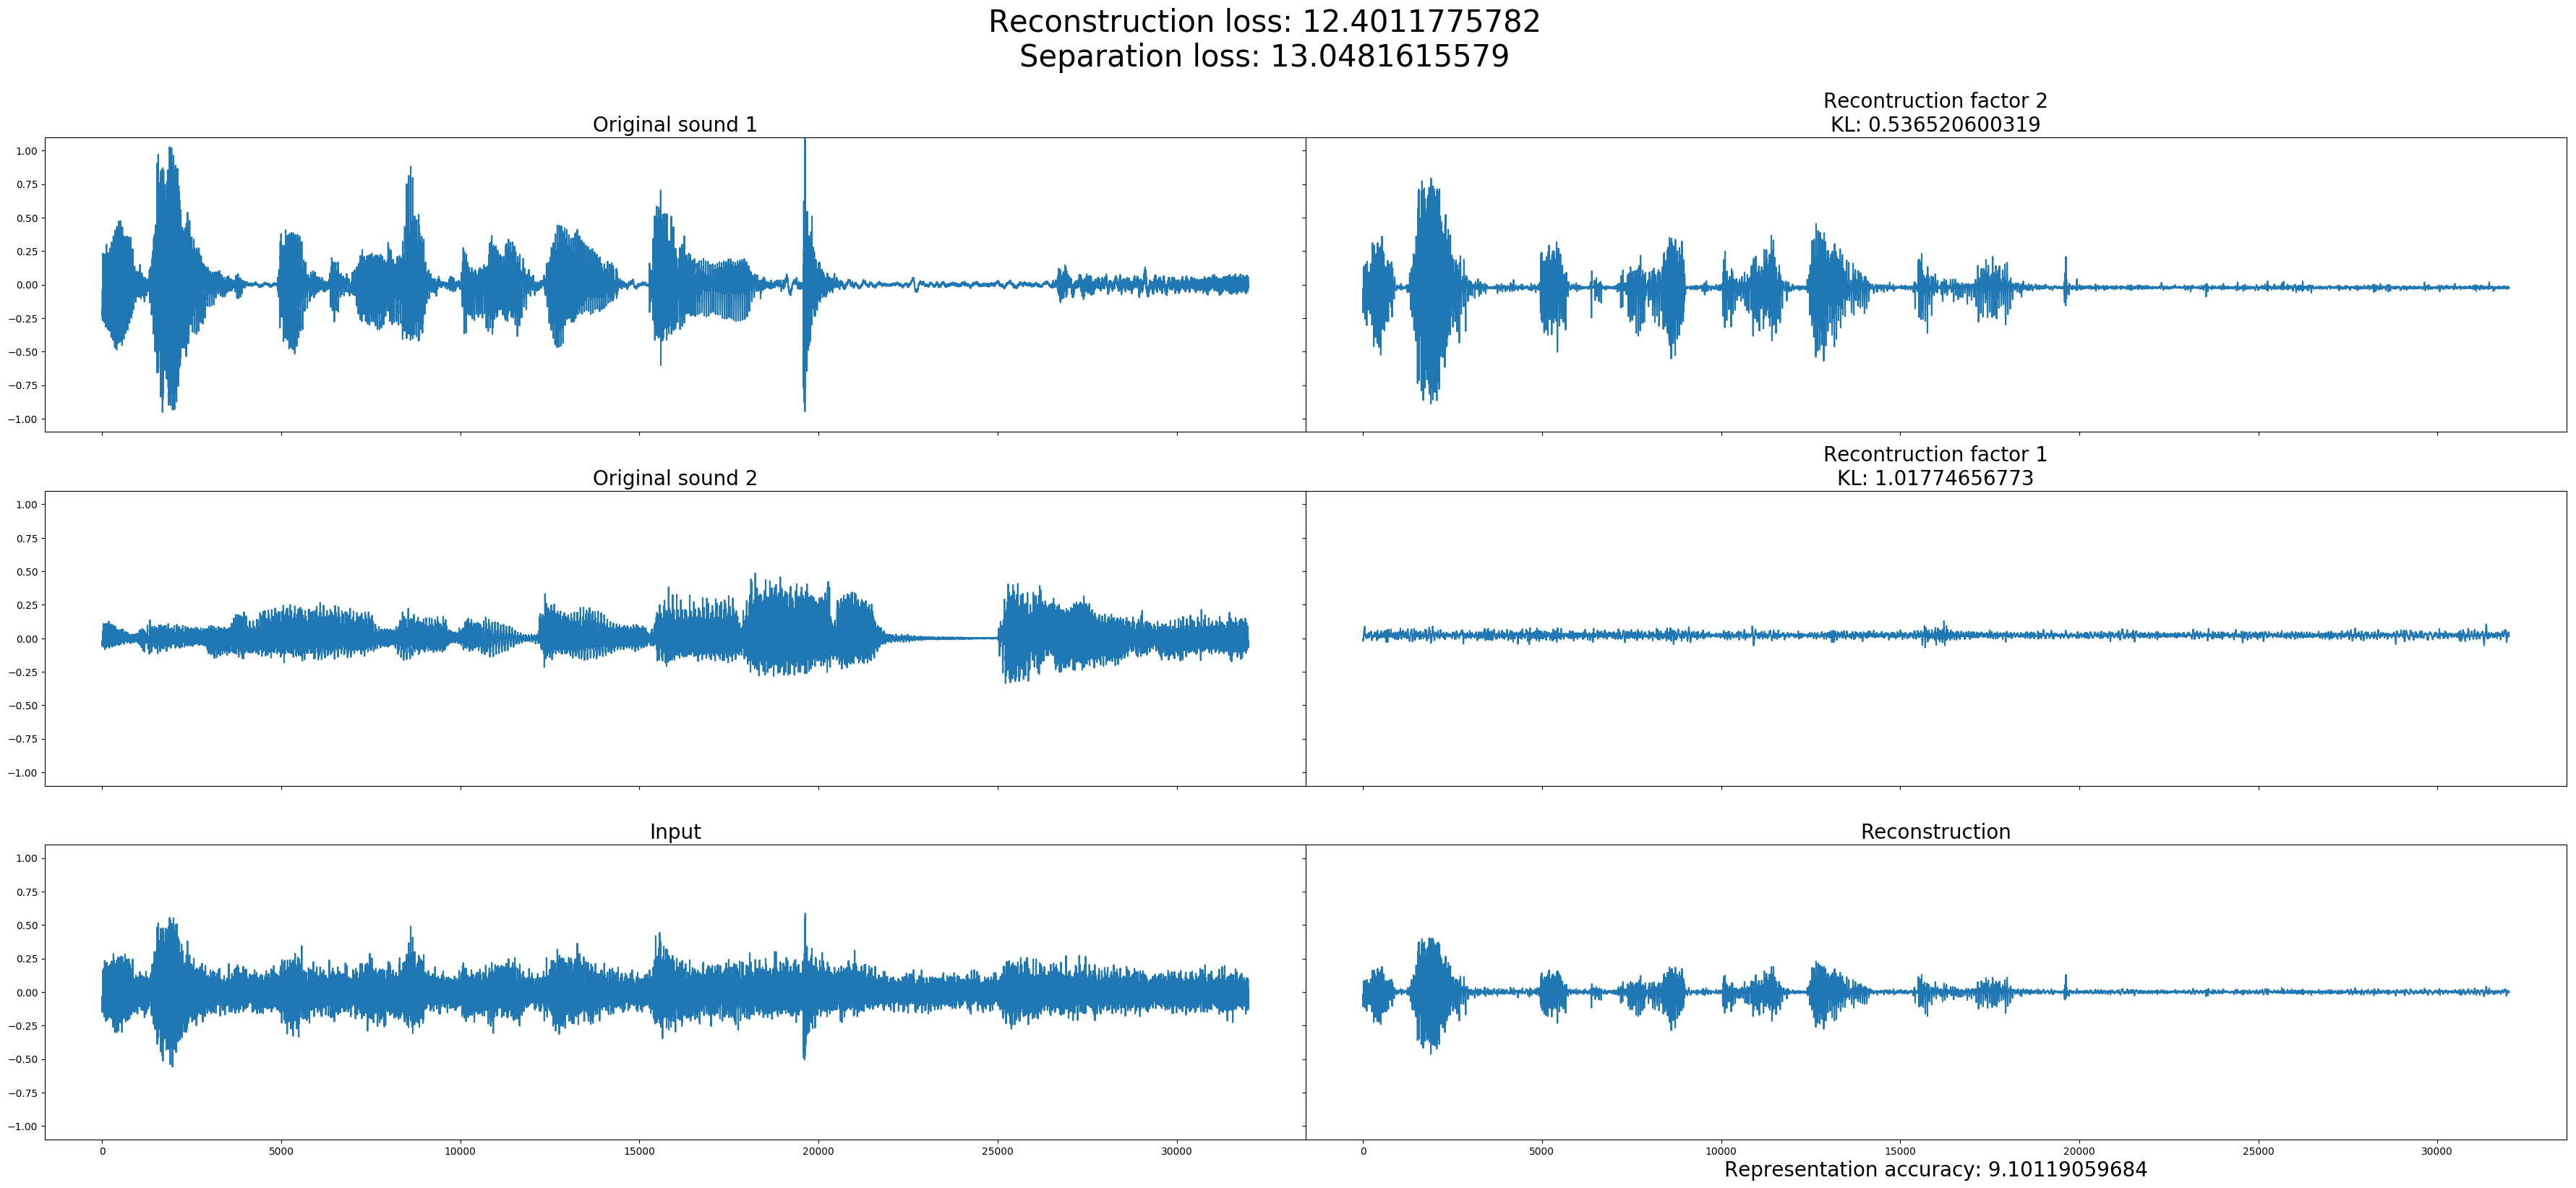 Reconstruction loss: 12.4011775782
Separation loss: 13.0481615579
Original sound 1
Recontruction factor 2
KL: 0.536520600319
1.00
0.75
0.50
0.25
0.00
−0.25
−0.50
−0.75
−1.00
Original sound 2
Recontruction factor 1
KL: 1.01774656773
1.00
0.75
0.50
0.25
0.00
−0.25
−0.50
−0.75
−1.00
Input
Reconstruction
1.00
0.75
0.50
0.25
0.00
−0.25
−0.50
−0.75
−1.00
0 5000 10000 15000 20000 25000 30000
0 5000 10000 15000 20000 25000 30000
Representation accuracy: 9.10119059684